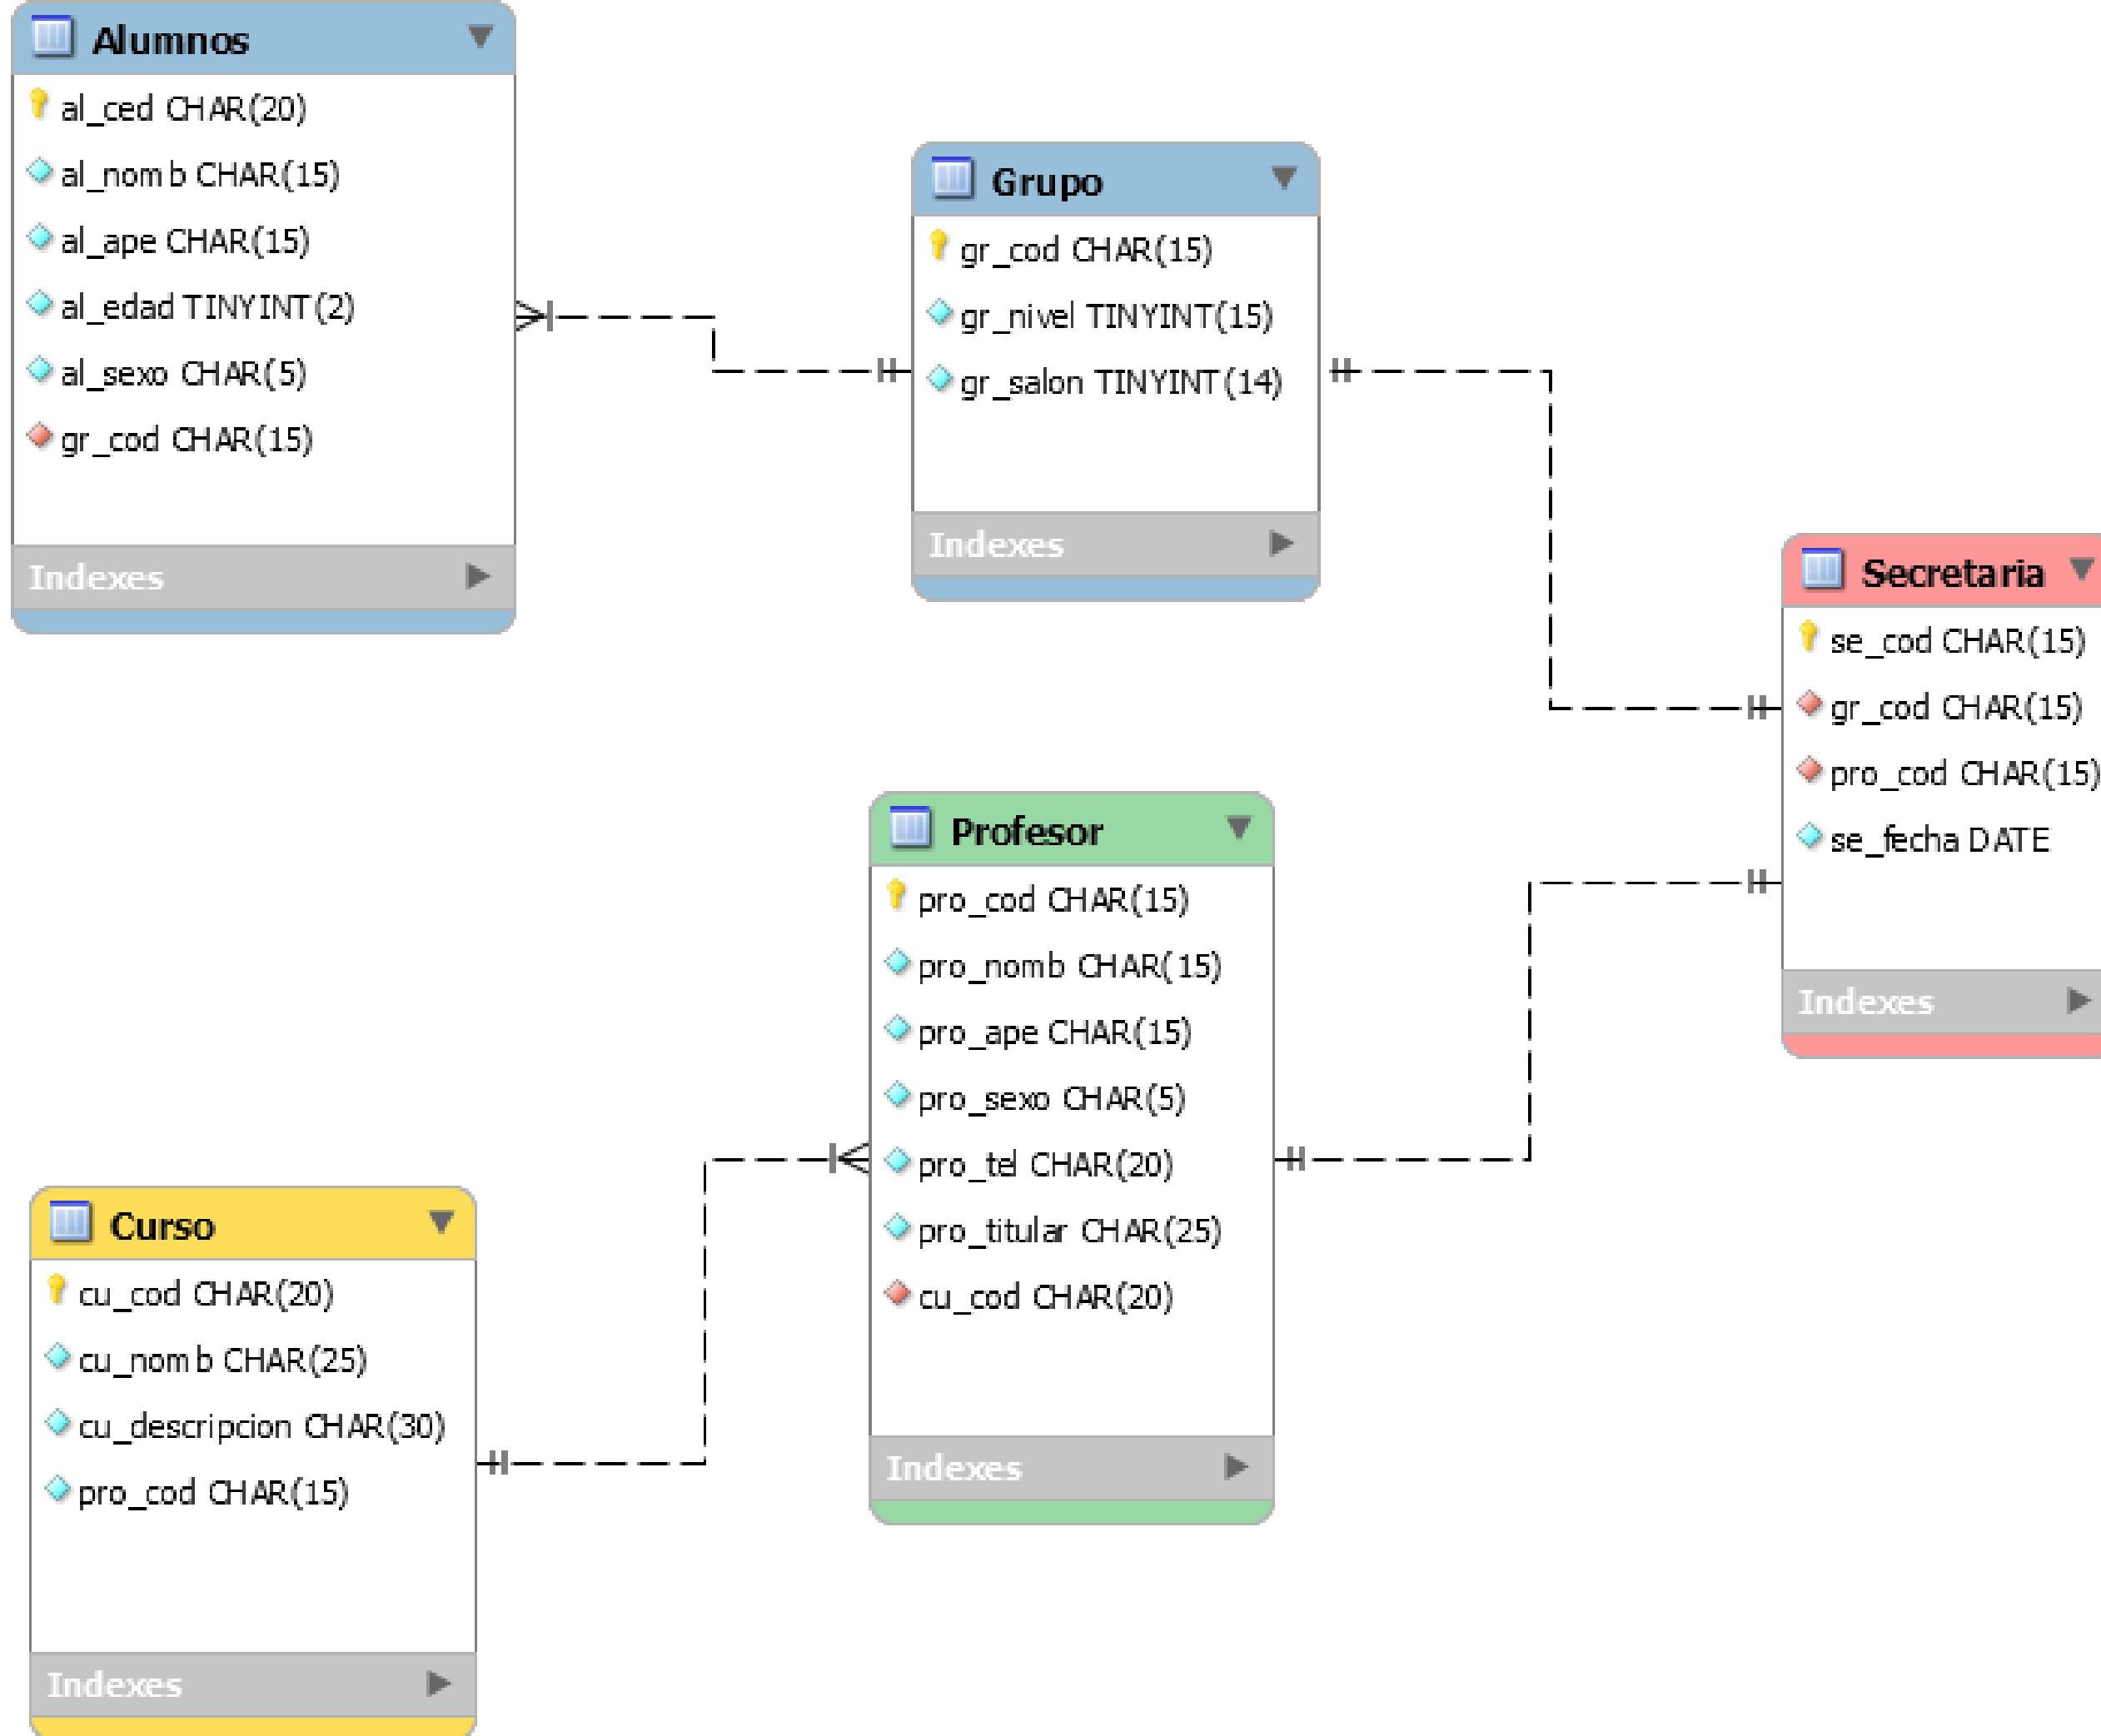 Alumnos
al_ced CHAR(20)
al_nomb CHAR(15)
al_ape CHAR(15)
al_edad TINYINT(2)
al_sexo CHAR(5)
gr_cod CHAR(15)
Indexes
Grupo
gr_cod CHAR(15)
gr_nivel TINYINT(15)
gr_salon TINYINT(14)
Indexes
Secretaria
se_cod CHAR(15)
gr_cod CHAR(15)
pro_cod CHAR(15)
se_fecha DATE
Indexes
Profesor
pro_cod CHAR(15)
pro_nomb CHAR(15)
pro_ape CHAR(15)
pro_sexo CHAR(5)
pro_tel CHAR(20)
pro_titular CHAR(25)
cu_cod CHAR(20)
Indexes
Curso
cu_cod CHAR(20)
cu_nomb CHAR(25)
cu_descripcion CHAR(30)
pro_cod CHAR(15)
Indexes